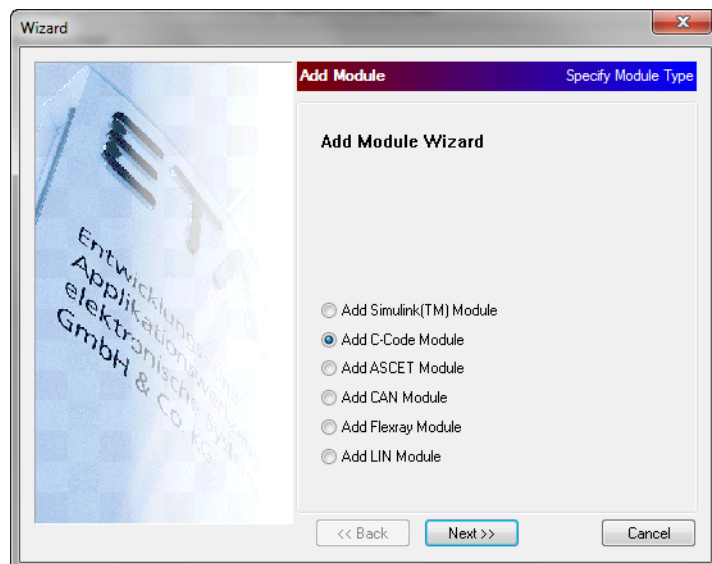 Wizard
Add Module Specify Module Type
Add Module Wizard
ET
Entwicklungs- und
Applikationswerkzeuge
elektronische Systeme
GmbH & Co. KG
Add Simulink(TM) Module
Add C-Code Module
Add ASCET Module
Add CAN Module
Add Flexray Module
Add LIN Module
<< Back Next >> Cancel